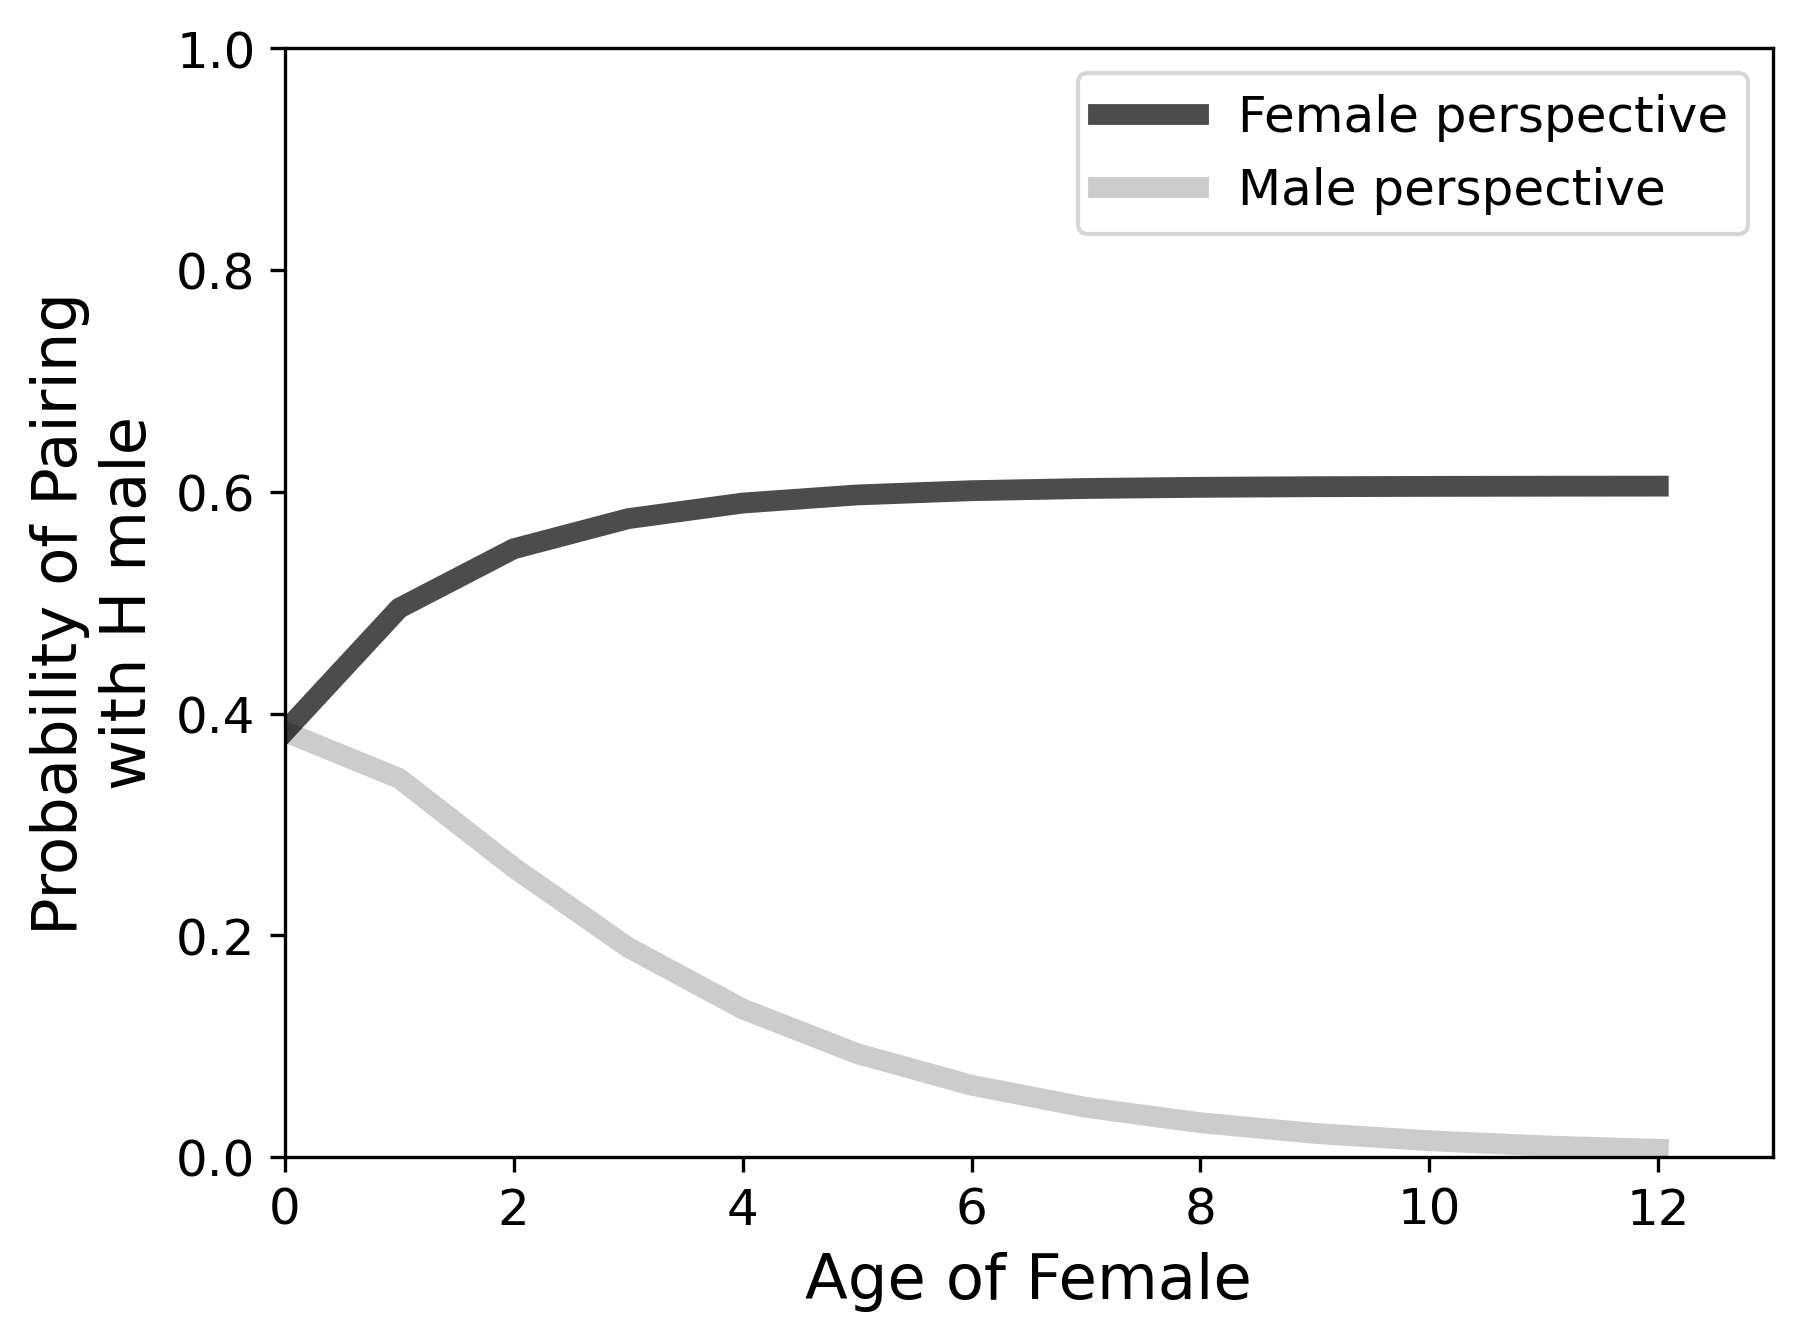 Probability of Pairing
with H male
1.0
0.8
0.6
0.4
0.2
0.0
0 2 4 6 8 10 12
Age of Female
Female perspective
Male perspective